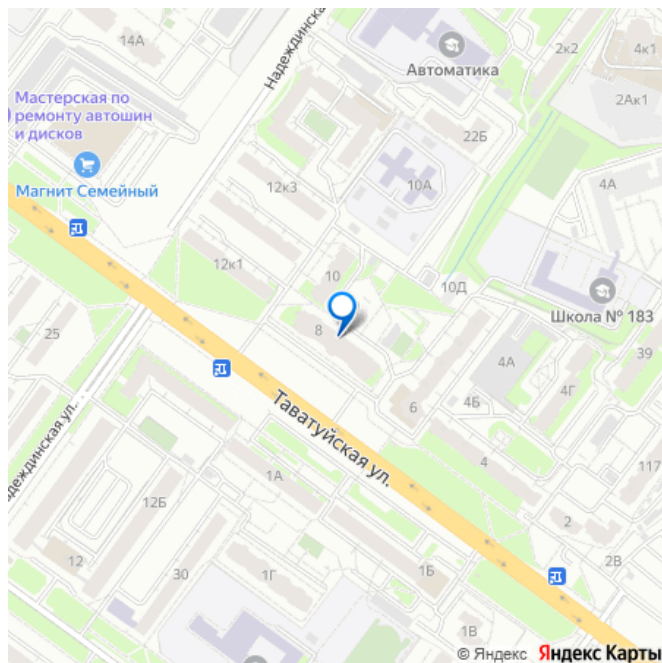 14А
Надеждинска
Автоматика
2к2
4к1
2Ак1
Мастерская по
ремонту автошин
и дисков
22Б
Магнит Семейный
12к3
10А
4А
12к1
10
10Д
Школа № 183
25
8
4А
39
6
4Б
4Г
Таватуйская ул.
адеждинская ул.
1А
4
117
12Б
2
12
30
1Г
1Б
2В
1В
© Яндекс Яндекс Карты